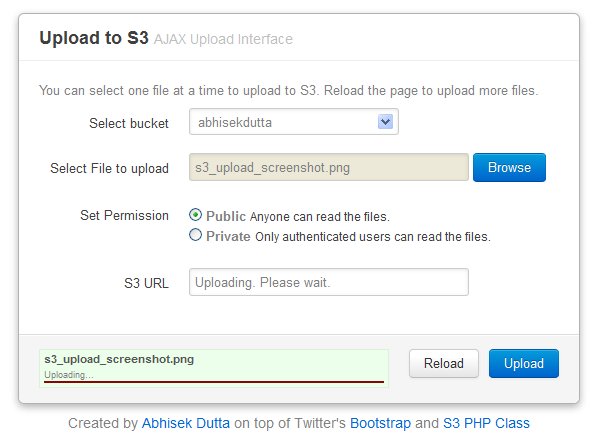 Upload to S3 AJAX Upload Interface
You can select one file at a time to upload to S3. Reload the page to upload more files.
Select bucket abhisekdutta
Select File to upload s3_upload_screenshot.png Browse
Set Permission Public Anyone can read the files.
Private Only authenticated users can read the files.
S3 URL Uploading. Please wait.
s3_upload_screenshot.png
Uploading...
Reload Upload
Created by Abhisek Dutta on top of Twitter's Bootstrap and S3 PHP Class